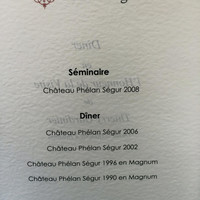 Séminaire
Château Phélan Ségur 2008
Dîner
Château Phélan Ségur 2006
Château Phélan Ségur 2002
Château Phélan Ségur 1996 en Magnum
Château Phélan Ségur 1990 en Magnum